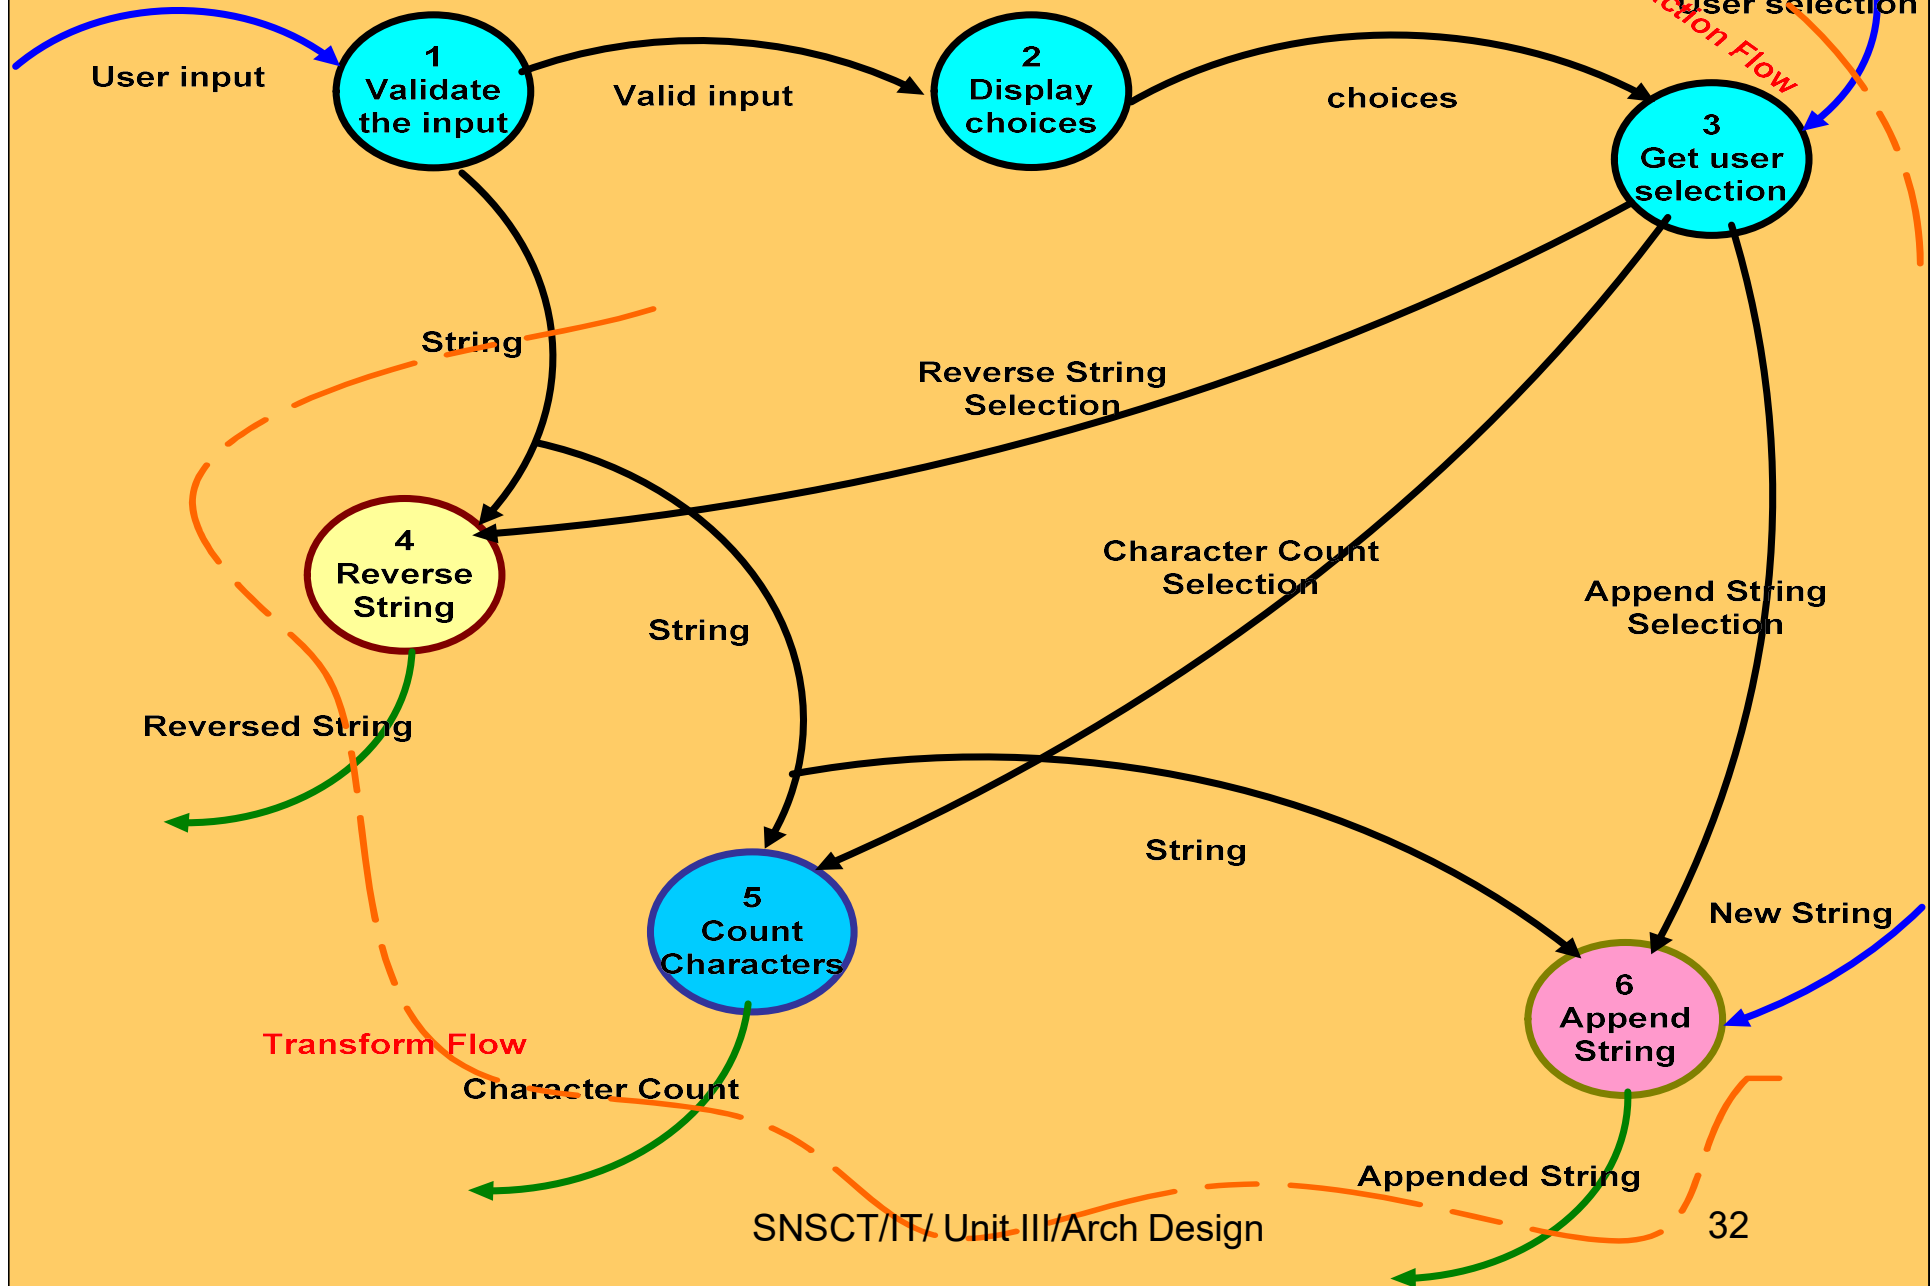 User selection
Flow
User input
1
Validate
the input
Valid input
2
Display
choices
choices
3
Get user
selection
String
Reverse String
Selection
4
Reverse
String
String
Character Count
Selection
Append String
Selection
Reversed String
String
5
Count
Characters
New String
6
Append
String
Transform Flow
Character Count
Appended String
SNSCT/IT/ Unit III/Arch Design
32